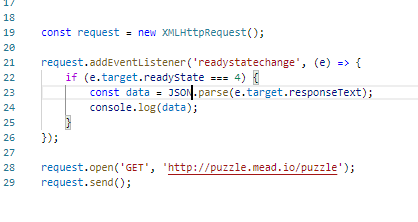 17
18
19 const request = new XMLHttpRequest();
20
21 request.addEventListener('readystatechange', (e) => {
22 if (e.target.readyState === 4) {
23 const data = JSON.parse(e.target.responseText);
24 console.log(data);
25 }
26 });
27
28 request.open('GET', 'http://puzzle.mead.io/puzzle');
29 request.send();